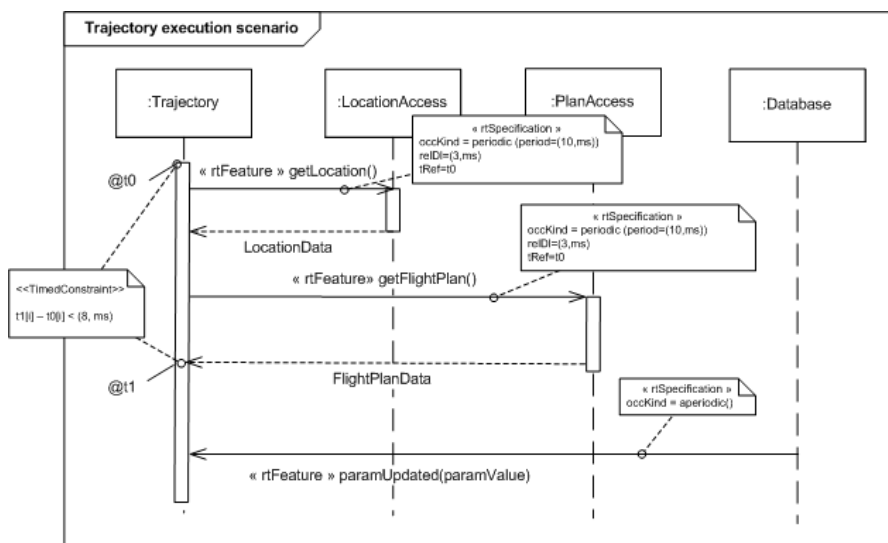 Trajectory execution scenario
:Trajectory
:LocationAccess
:PlanAccess
:Database
« rtSpecification »
occKind = periodic (period=(10,ms))
relDl=(3,ms)
tRef=t0
@t0
« rtFeature » getLocation()
« rtSpecification »
occKind = periodic (period=(10,ms))
relDl=(3,ms)
tRef=t0
LocationData
« rtFeature» getFlightPlan()
<<TimedConstraint>>
t1[i] – t0[i] < (8, ms)
FlightPlanData
@t1
« rtSpecification »
occKind = aperiodic()
« rtFeature » paramUpdated(paramValue)